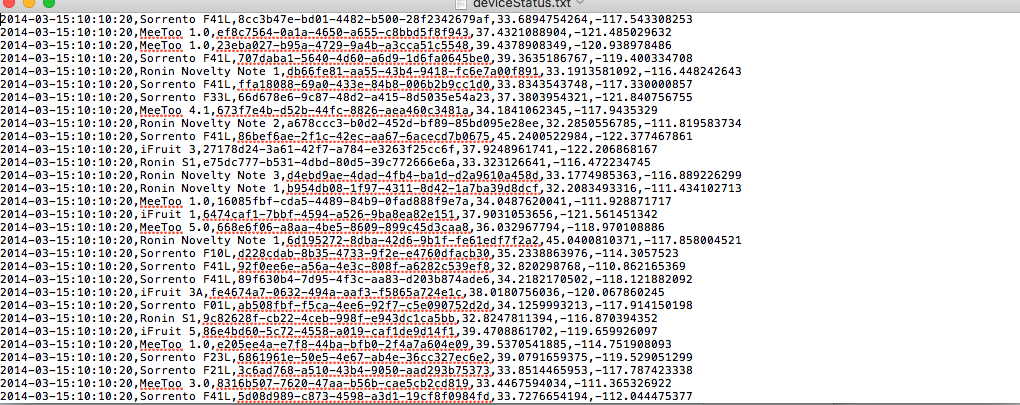 deviceStatus.txt
2014-03-15:10:10:20,Sorrento F41L,8cc3b47e-bd01-4482-b500-28f2342679af,33.6894754264,-117.543308253
2014-03-15:10:10:20,MeeToo 1.0,ef8c7564-0a1a-4650-a655-c8bbd5f8f943,37.4321088904,-121.485029632
2014-03-15:10:10:20,MeeToo 1.0,23eba027-b95a-4729-9a4b-a3cca51c5548,39.4378908349,-120.938978486
2014-03-15:10:10:20,Sorrento F41L,707daba1-5640-4d60-a6d9-1d6fa0645be0,39.3635186767,-119.400334708
2014-03-15:10:10:20,Ronin Novelty Note 1,db66fe81-aa55-43b4-9418-fc6e7a00f891,33.1913581092,-116.448242643
2014-03-15:10:10:20,Sorrento F41L,ffa18088-69a0-433e-84b8-006b2b9cc1d0,33.8343543748,-117.330000857
2014-03-15:10:10:20,Sorrento F33L,66d678e6-9c87-48d2-a415-8d5035e54a23,37.3803954321,-121.840756755
2014-03-15:10:10:20,MeeToo 4.1,673f7e4b-d52b-44fc-8826-aea460c3481a,34.1841062345,-117.9435329
2014-03-15:10:10:20,Ronin Novelty Note 2,a678ccc3-b0d2-452d-bf89-85bd095e28ee,32.2850556785,-111.819583734
2014-03-15:10:10:20,Sorrento F41L,86bef6ae-2f1c-42ec-aa67-6acecd7b0675,45.2400522984,-122.377467861
2014-03-15:10:10:20,iFruit 3,27178d24-3a61-42f7-a784-e3263f25cc6f,37.9248961741,-122.206868167
2014-03-15:10:10:20,Ronin S1,e75dc777-b531-4dbd-80d5-39c772666e6a,33.323126641,-116.472234745
2014-03-15:10:10:20,Ronin Novelty Note 3,d4ebd9ae-4dad-4fb4-ba1d-d2a9610a458d,33.1774985363,-116.889226299
2014-03-15:10:10:20,Ronin Novelty Note 1,b954db08-1f97-4311-8d42-1a7ba39d8dcf,32.2083493316,-111.434102713
2014-03-15:10:10:20,MeeToo 1.0,16085fbf-cda5-4489-84b9-0fad888f9e7a,34.0487620041,-111.928871717
2014-03-15:10:10:20,iFruit 1,6474caf1-7bbf-4594-a526-9ba8ea82e151,37.9031053656,-121.561451342
2014-03-15:10:10:20,MeeToo 5.0,668e6f06-a8aa-4be5-8609-899c45d3caa8,36.032967794,-118.970108886
2014-03-15:10:10:20,Ronin Novelty Note 1,6d195272-8dba-42d6-9b1f-fe61edf7f2a2,45.0400810371,-117.858004521
2014-03-15:10:10:20,Sorrento F10L,d228cdab-8b35-4733-9f2e-e4760dfacb30,35.2338863976,-114.3057523
2014-03-15:10:10:20,Sorrento F41L,92f0ee6e-a56a-4e3c-808f-a6282c539ef8,32.820298768,-110.862165369
2014-03-15:10:10:20,Sorrento F41L,89f630b4-7d95-4f3c-aa83-d203b874ade6,34.2182170502,-118.121882092
2014-03-15:10:10:20,iFruit 3A,fe4674a7-0632-494a-aaf3-f5865a724e1c,38.0180756036,-120.067860245
2014-03-15:10:10:20,Sorrento F01L,ab508fbf-f5ca-4ee6-92f7-c5e090752d2d,34.1259993213,-117.914150198
2014-03-15:10:10:20,Ronin S1,9c82628f-cb22-4ceb-998f-e943dc1ca5bb,32.8247811394,-116.870394352
2014-03-15:10:10:20,iFruit 5,86e4bd60-5c72-4558-a019-caf1de9d14f1,39.4708861702,-119.659926097
2014-03-15:10:10:20,MeeToo 1.0,e205ee4a-e7f8-44ba-bfb0-2f4a7a604e09,39.5370541885,-114.751908093
2014-03-15:10:10:20,Sorrento F23L,6861961e-50e5-4e67-ab4e-36cc327ec6e2,39.0791659375,-119.529051299
2014-03-15:10:10:20,Sorrento F21L,3c6ad768-a510-43b4-9050-aad293b75373,33.8514465953,-117.787423338
2014-03-15:10:10:20,MeeToo 3.0,8316b507-7620-47aa-b56b-cae5cb2cd819,33.4467594034,-111.365326922
2014-03-15:10:10:20,Sorrento F41L,5d08d989-c873-4598-a3d1-19cf8f0984fd,33.7276654194,-112.044475377